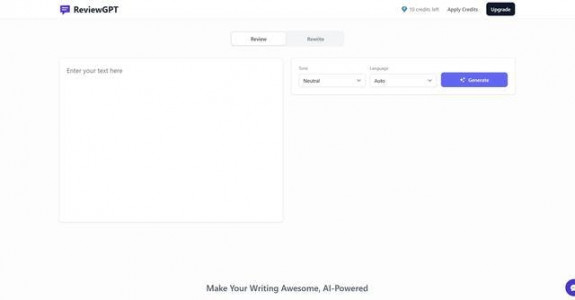 ReviewGPT
10 credits left
Apply Credits
Upgrade
Review
Rewrite
Enter your text here
Tone
Language
Neutral
Auto
Generate
Make Your Writing Awesome, AI-Powered